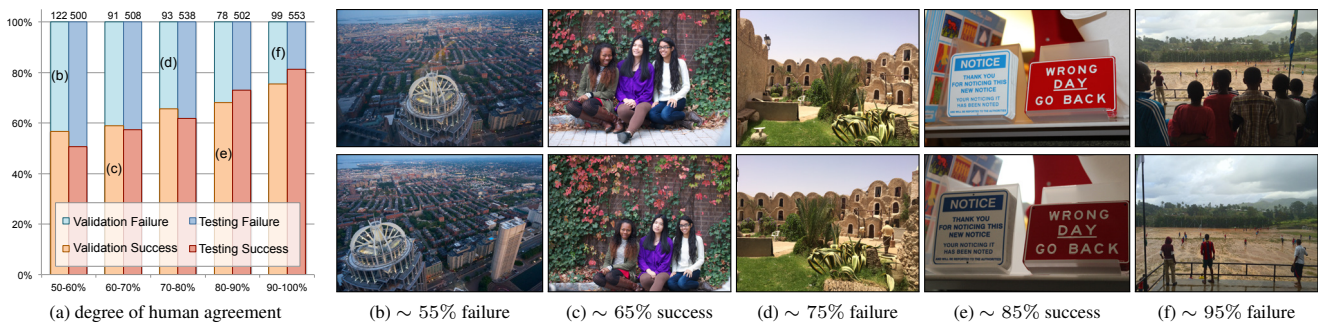 122 500 91 508 93 538 78 502 99 553
100%
80%
60%
40%
20%
0%
(b)
(c)
(d)
(e)
(f)
Validation Failure Testing Failure
Validation Success Testing Success
50-60% 60-70% 70-80% 80-90% 90-100%
(a) degree of human agreement
(b) ∼ 55% failure
(c) ∼ 65% success
(d) ∼ 75% failure
NOTICE
THANK YOU
FOR NOTICING THIS
NEW NOTICE
YOUR NOTICING IT
HAS BEEN NOTED
WRONG
DAY
GO BACK
NOTICE
THANK YOU
FOR NOTICING THIS
NEW NOTICE
YOUR NOTICING IT
HAS BEEN NOTED
WRONG
DAY
GO BACK
(e) ∼ 85% success
(f) ∼ 95% failure